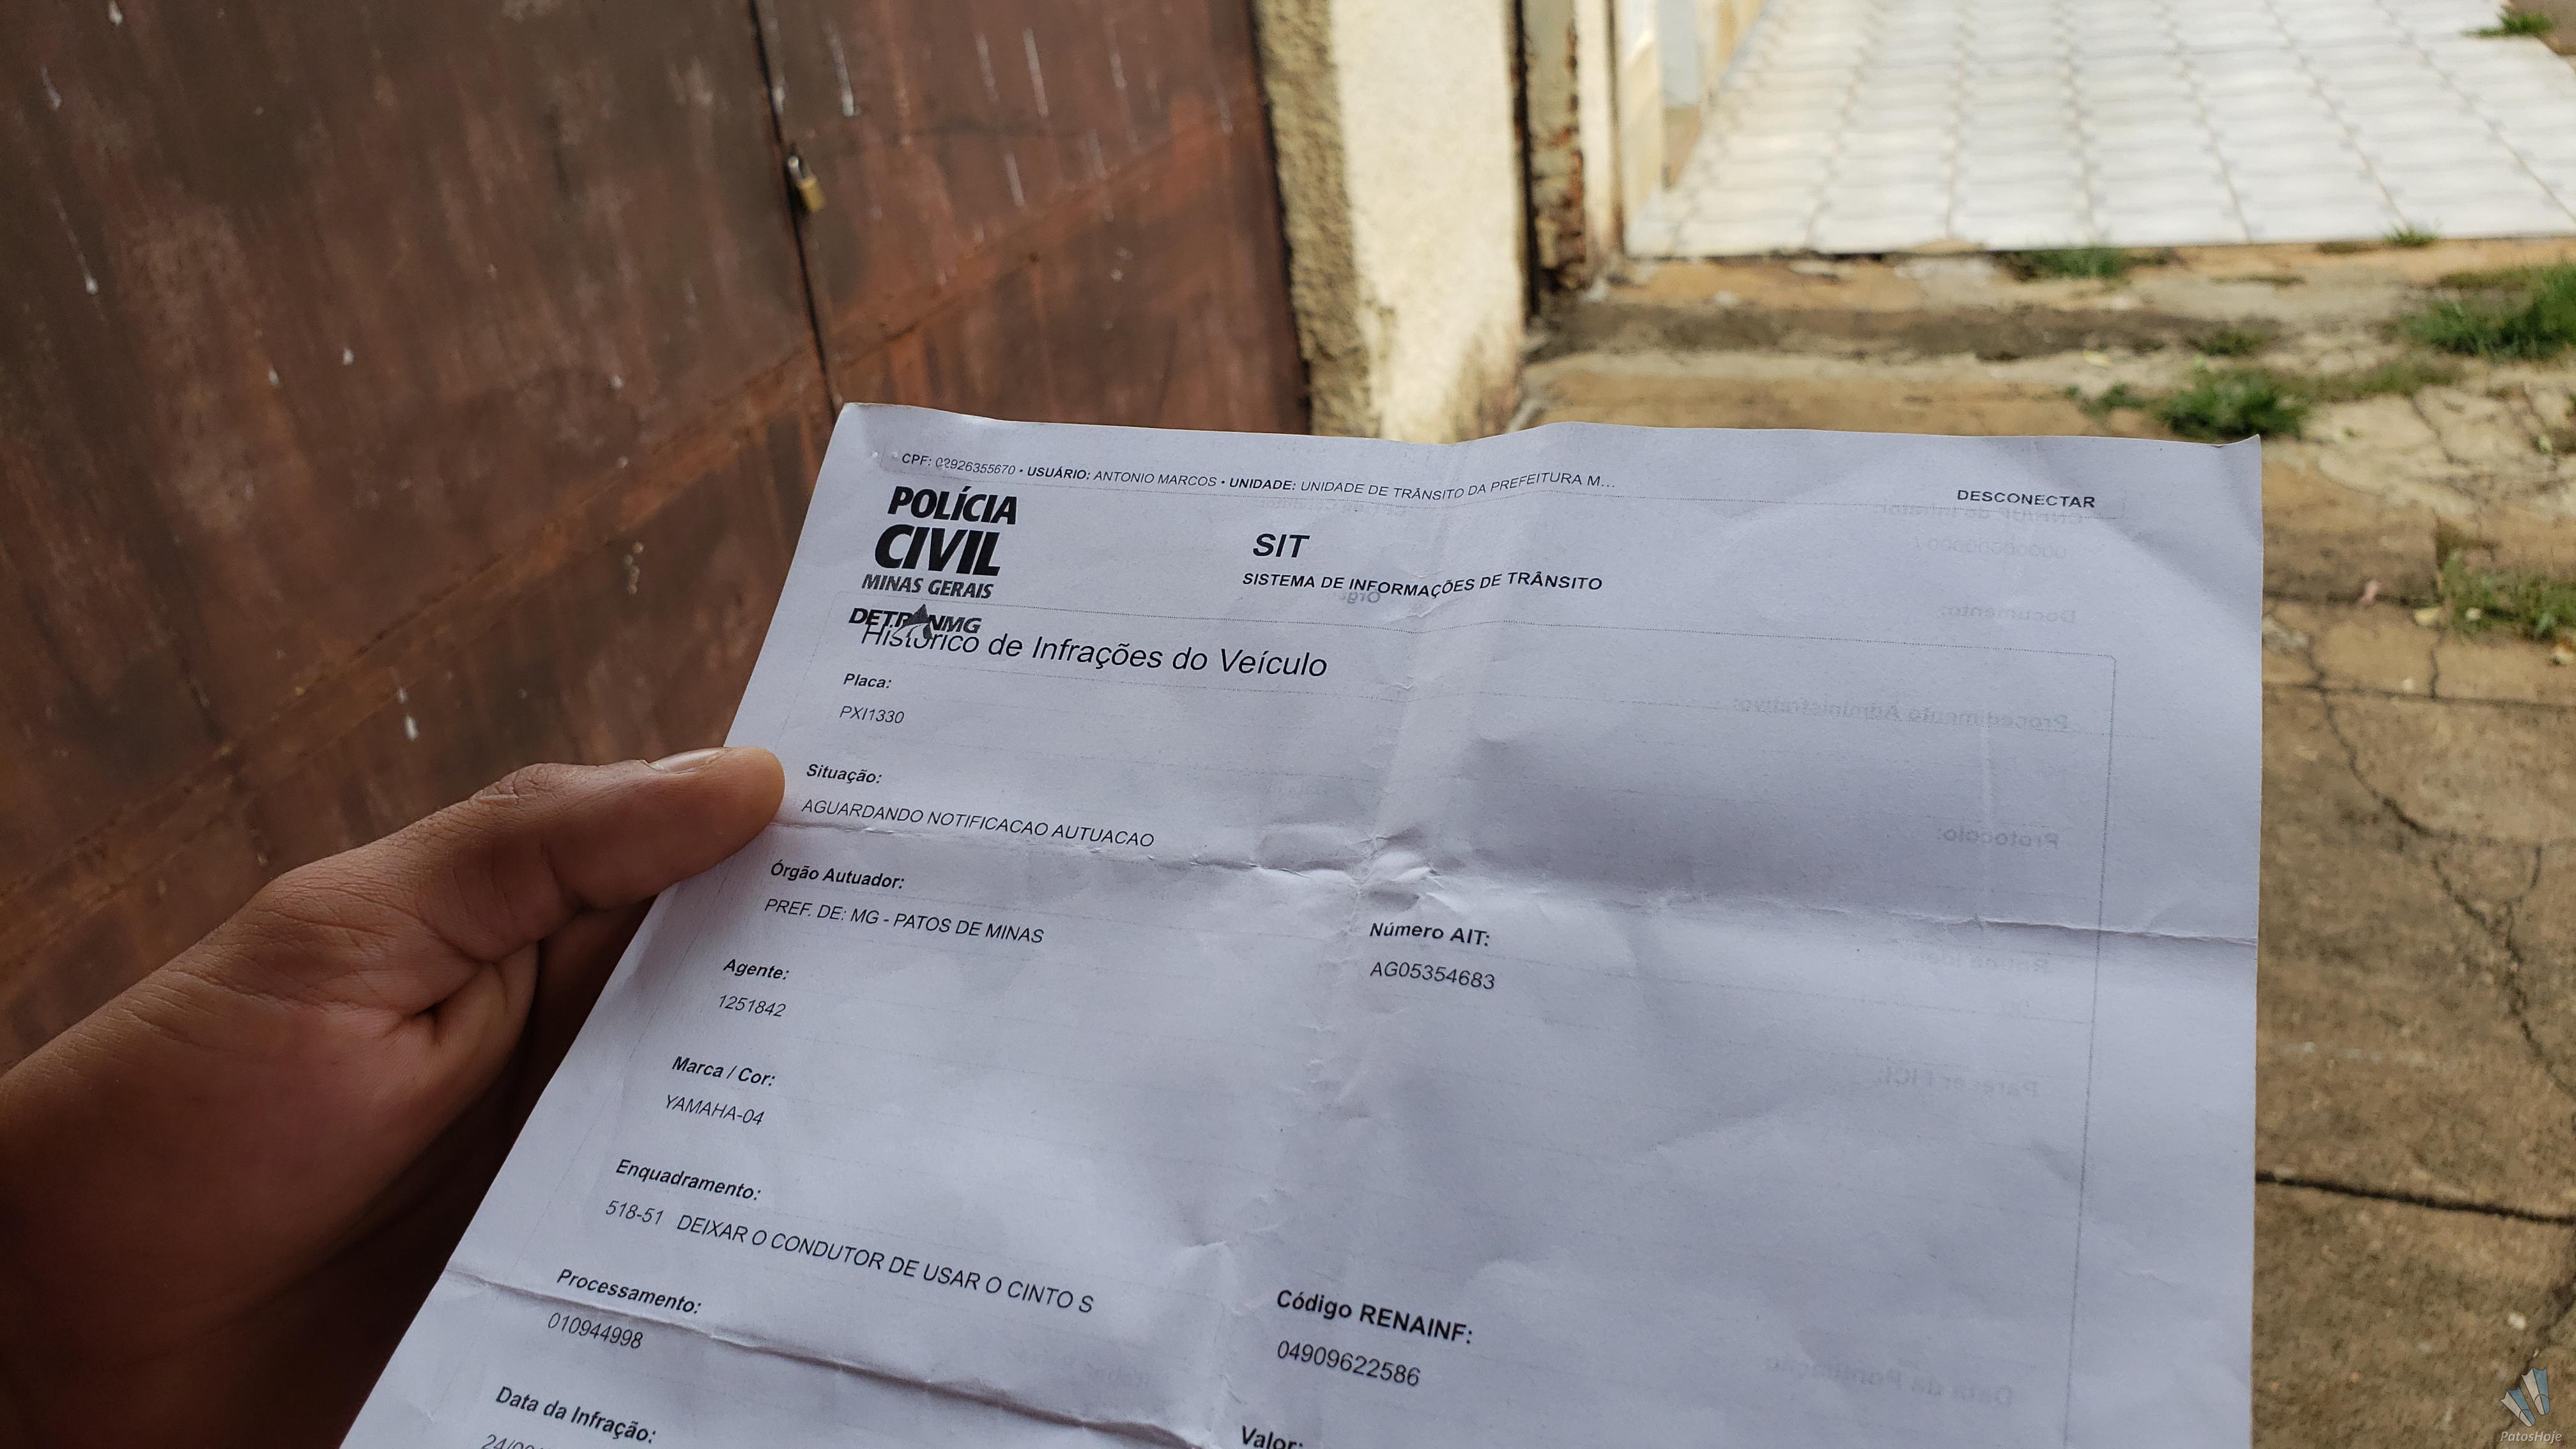 CPF: 02926355670 • USUÁRIO: ANTONIO MARCOS • UNIDADE: UNIDADE DE TRÂNSITO DA PREFEITURA M...
DESCONECTAR
POLÍCIA
CIVIL
MINAS GERAIS
DETRANMG
SIT
SISTEMA DE INFORMAÇÕES DE TRÂNSITO
Histórico de Infrações do Veículo
Placa:
PXI1330
Situação:
AGUARDANDO NOTIFICACAO AUTUACAO
Órgão Autuador:
PREF. DE: MG - PATOS DE MINAS
Número AIT:
AG05354683
Agente:
1251842
Marca / Cor:
YAMAHA-04
Enquadramento:
518-51 DEIXAR O CONDUTOR DE USAR O CINTO S
Processamento:
010944998
Código RENAINF:
04909622586
Data da Infração:
Valor:
PatosHoje